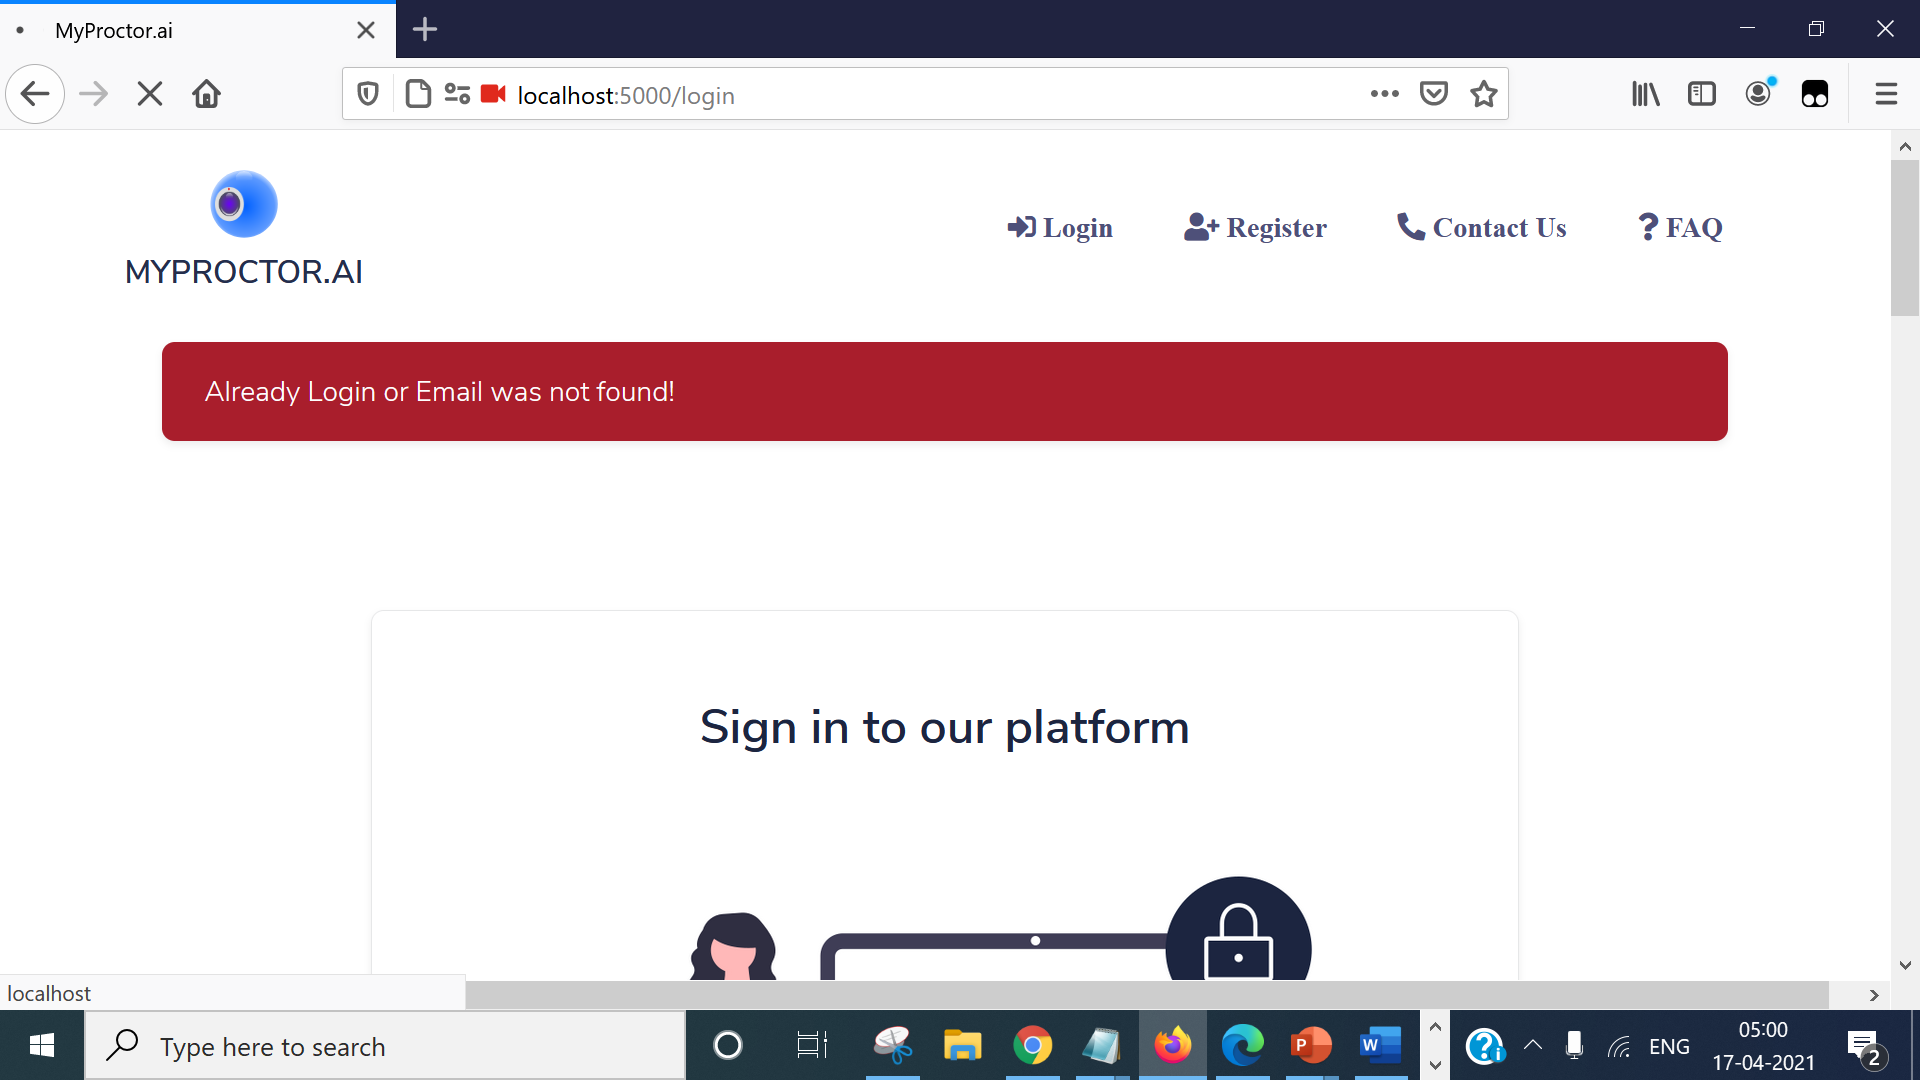 MyProctor.ai
localhost:5000/login
Login
Register
Contact Us
FAQ
MYPROCTOR.AI
Already Login or Email was not found!
Sign in to our platform
localhost
Type here to search
P
W
ENG
05:00
17-04-2021
2